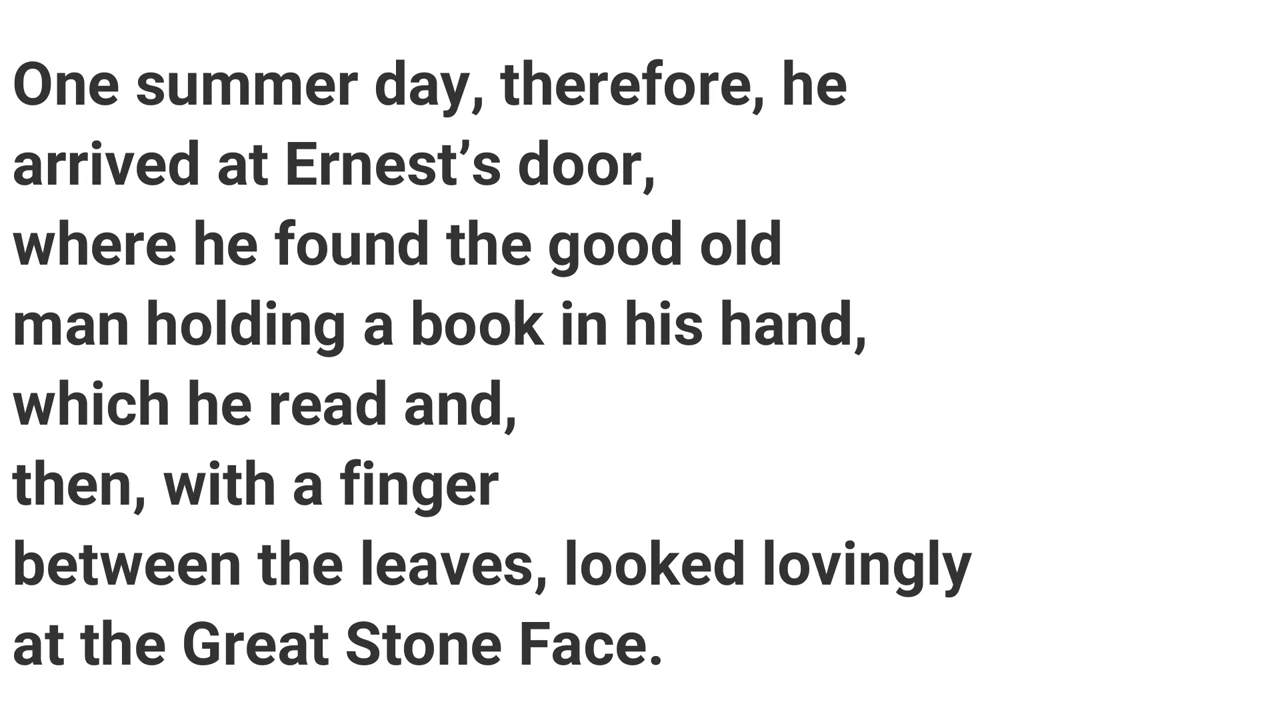 One summer day, therefore, he
arrived at Ernest’s door,
where he found the good old
man holding a book in his hand,
which he read and,
then, with a finger
between the leaves, looked lovingly
at the Great Stone Face.